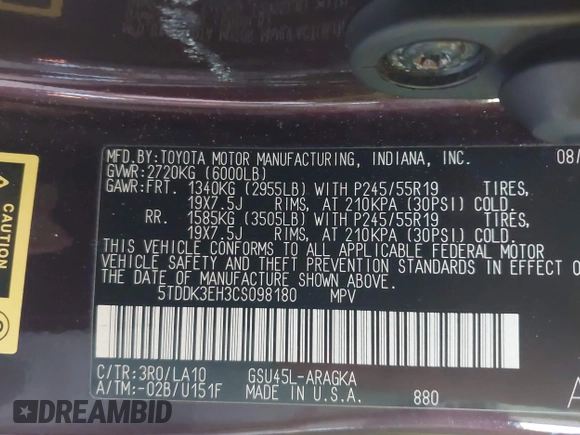 MFD.BY:TOYOTA MOTOR MANUFACTURING, INDIANA, INC. 08/
GVWR:2720KG (6000LB)
GAWR:FRT. 1340KG (2955LB) WITH P245/55R19 TIRES,
19X7.5J RIMS, AT 210KPA (30PSI) COLD.
RR. 1585KG (3505LB) WITH P245/55R19 TIRES,
19X7.5J RIMS, AT 210KPA (30PSI) COLD.
THIS VEHICLE CONFORMS TO ALL APPLICABLE FEDERAL MOTOR
VEHICLE SAFETY AND THEFT PREVENTION STANDARDS IN EFFECT O
THE DATE OF MANUFACTURE SHOWN ABOVE.
5TDDK3EH3CS098180 MPV
C/TR:3R0/LA10 GSU45L-ARAGKA
A/TM:-02B/U151F MADE IN U.S.A. 880 A
CAUTION
DREAMBID